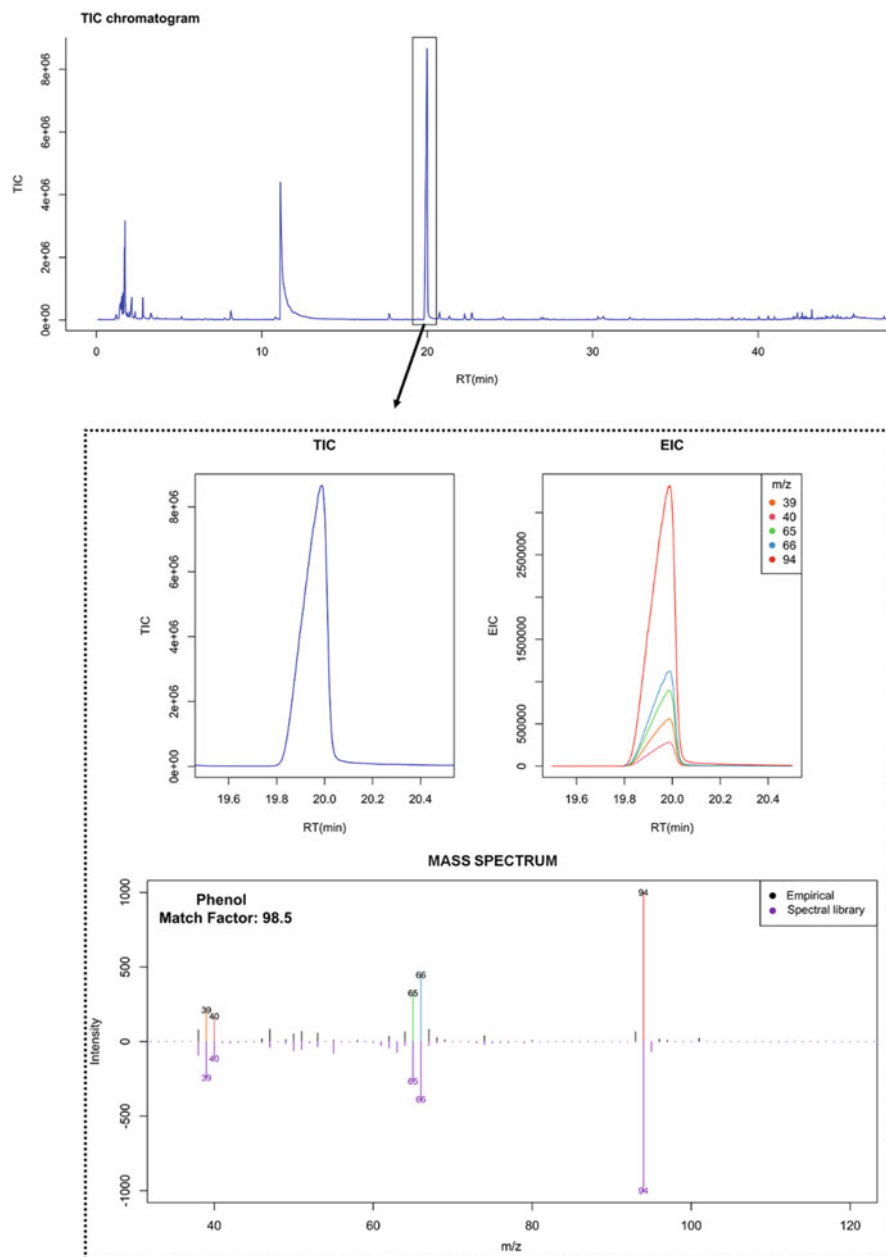 TIC chromatogram
TIC
8e+06
6e+06
4e+06
2e+06
0e+00
0 10 20 30 40
RT(min)
TIC
TIC
8e+06
6e+06
4e+06
2e+06
0e+00
19.6 19.8 20.0 20.2 20.4
RT(min)
EIC
EIC
2500000
1500000
500000
0
m/z
39
40
65
66
94
19.6 19.8 20.0 20.2 20.4
RT(min)
MASS SPECTRUM
Phenol
Match Factor: 98.5
Empirical
Spectral library
Intensity
1000
500
0
-500
-1000
39
40
65
66
94
39
40
65
66
94
40 60 80 100 120
m/z